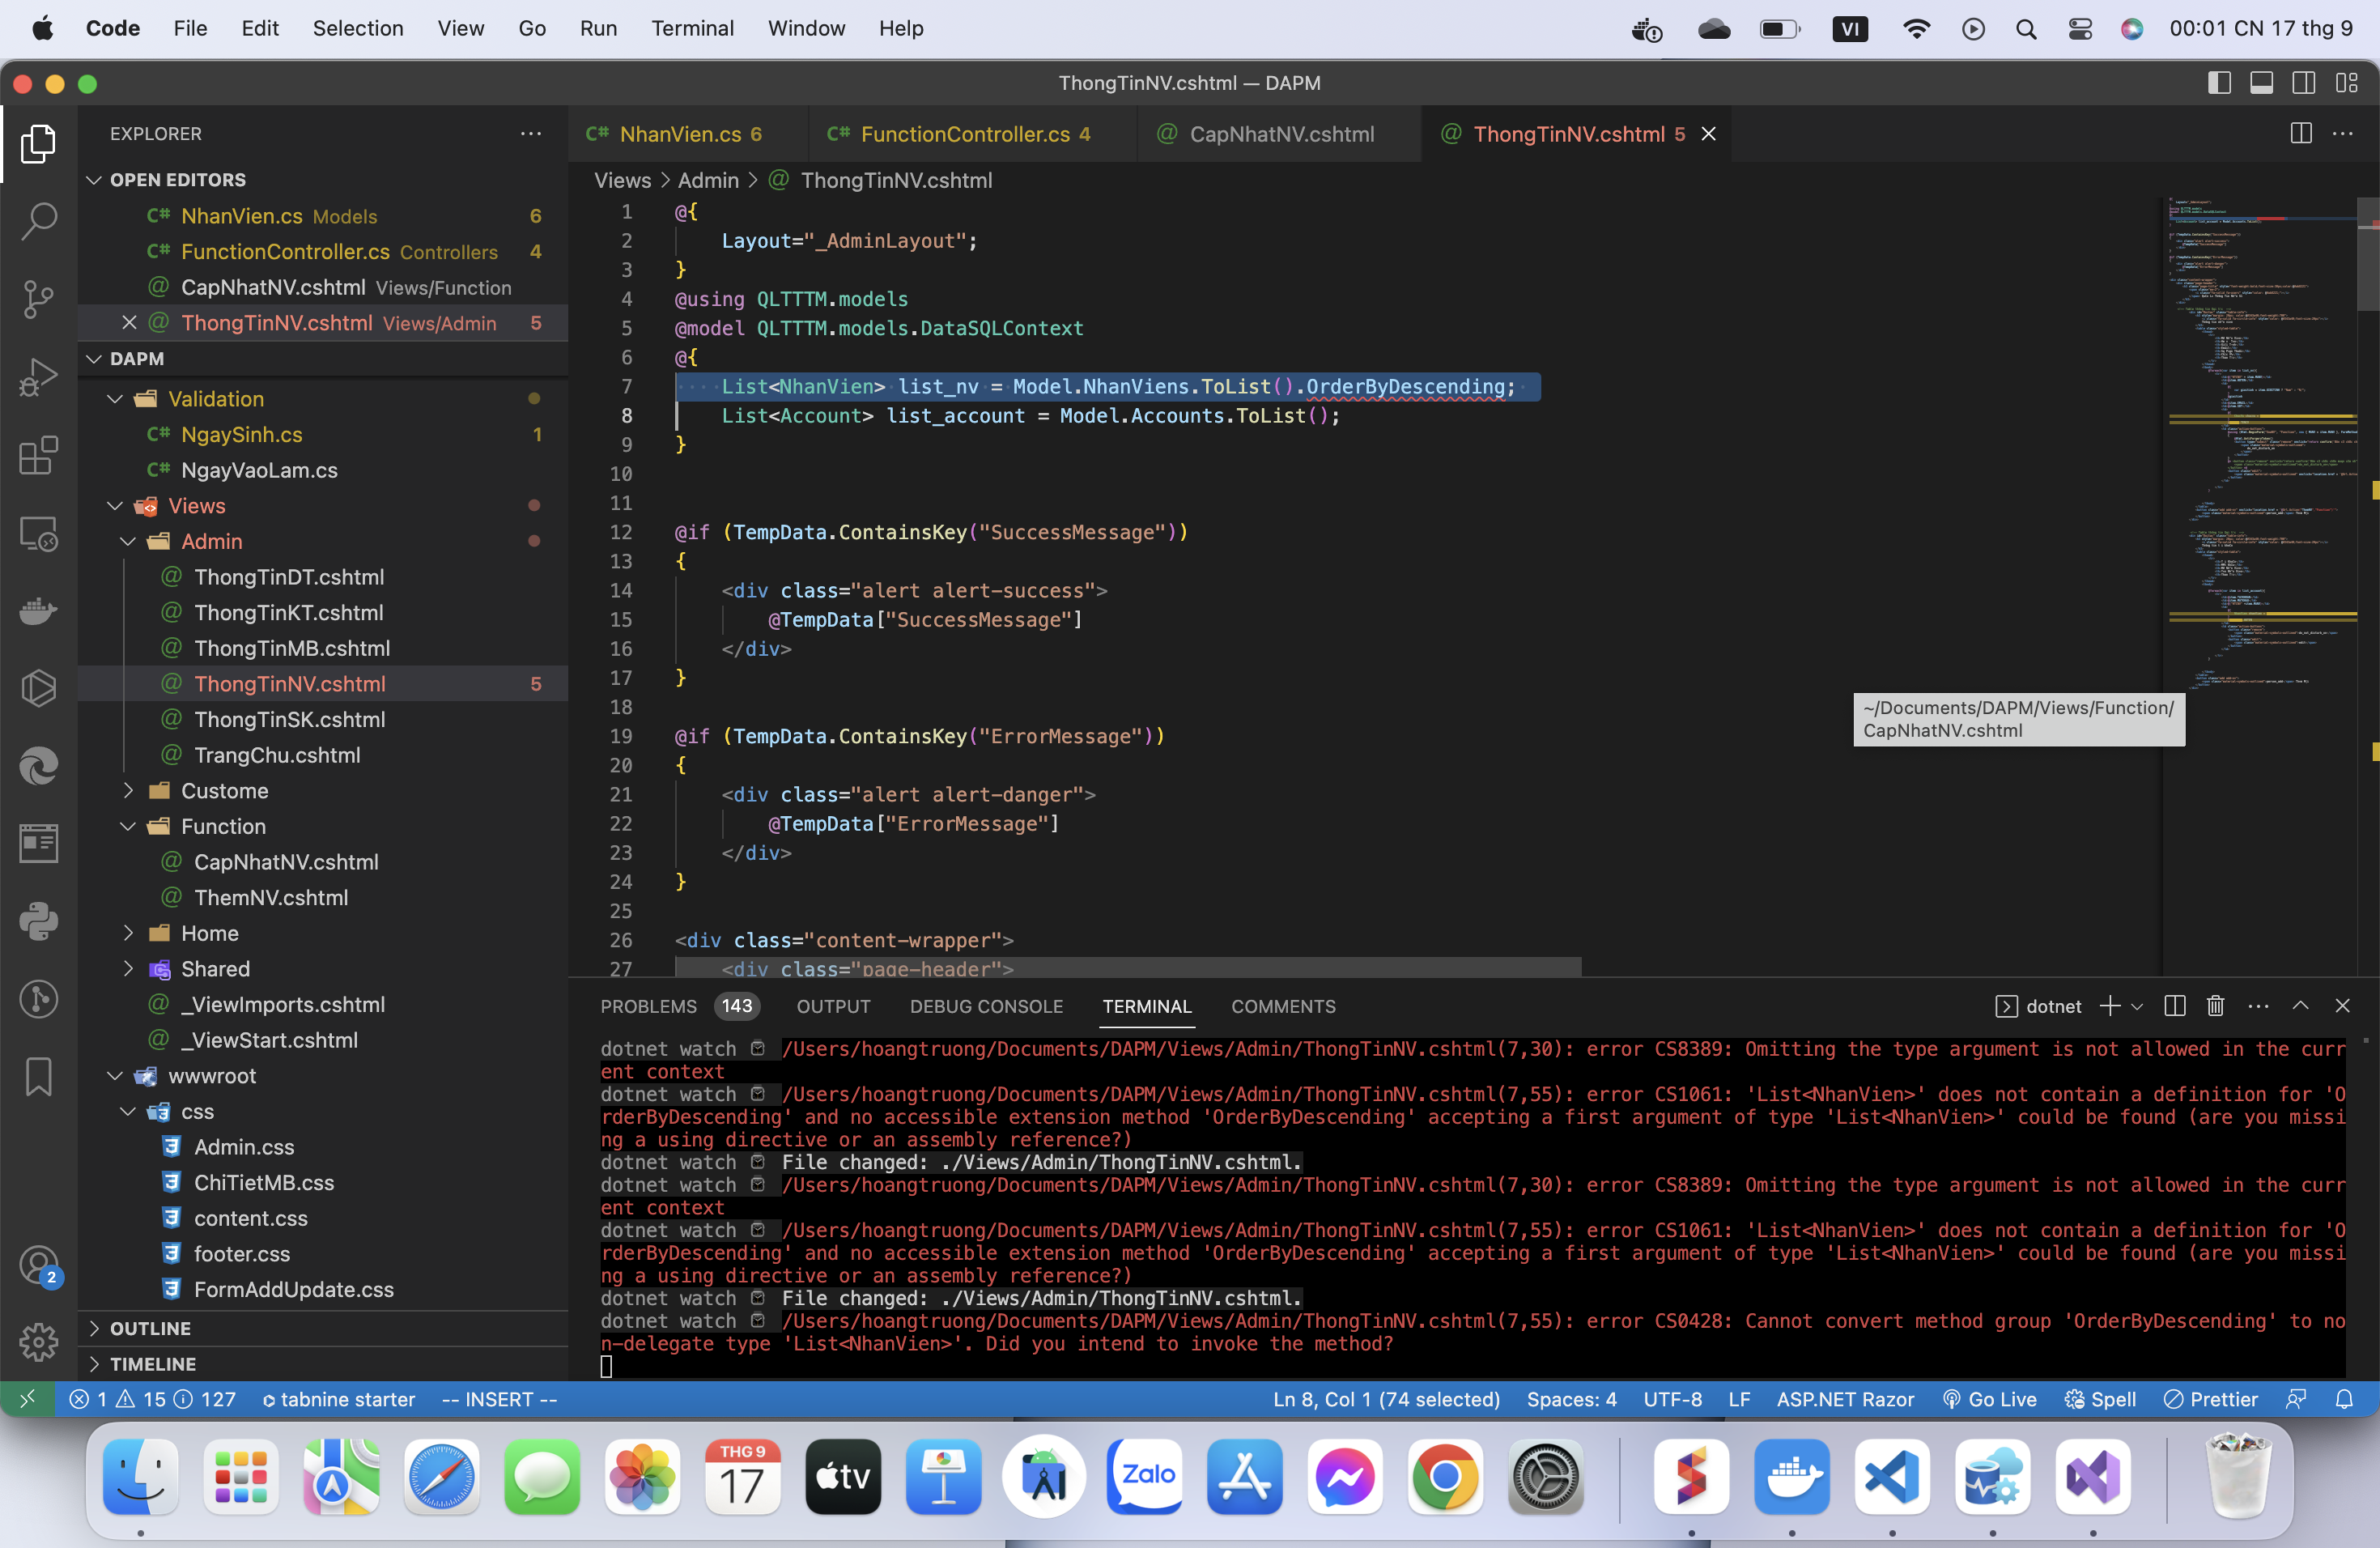 Code File Edit Selection View Go Run Terminal Window Help VI 00:01 CN 17 thg 9
ThongTinNV.cshtml — DAPM
EXPLORER
OPEN EDITORS
NhanVien.cs Models 6
FunctionController.cs Controllers 4
CapNhatNV.cshtml Views/Function
ThongTinNV.cshtml Views/Admin 5
DAPM
Validation
NgaySinh.cs 1
NgayVaoLam.cs
Views
Admin
ThongTinDT.cshtml
ThongTinKT.cshtml
ThongTinMB.cshtml
ThongTinNV.cshtml 5
ThongTinSK.cshtml
TrangChu.cshtml
Custome
Function
CapNhatNV.cshtml
ThemNV.cshtml
Home
Shared
_ViewImports.cshtml
_ViewStart.cshtml
wwwroot
css
Admin.css
ChiTietMB.css
content.css
footer.css
FormAddUpdate.css
OUTLINE
TIMELINE
2
C# NhanVien.cs 6 C# FunctionController.cs 4 @ CapNhatNV.cshtml @ ThongTinNV.cshtml 5
Views > Admin > @ ThongTinNV.cshtml
1 @{
2 Layout="_AdminLayout";
3 }
4 @using QLTTTM.models
5 @model QLTTTM.models.DataSQLContext
6 @{
7 List<NhanVien> list_nv = Model.NhanViens.ToList().OrderByDescending;
8 List<Account> list_account = Model.Accounts.ToList();
9 }
10
11
12 @if (TempData.ContainsKey("SuccessMessage"))
13 {
14 <div class="alert alert-success">
15 @TempData["SuccessMessage"]
16 </div>
17 }
18
19 @if (TempData.ContainsKey("ErrorMessage"))
20 {
21 <div class="alert alert-danger">
22 @TempData["ErrorMessage"]
23 </div>
24 }
25
26 <div class="content-wrapper">
27 <div class="page-header">
~/Documents/DAPM/Views/Function/
CapNhatNV.cshtml
PROBLEMS 143 OUTPUT DEBUG CONSOLE TERMINAL COMMENTS dotnet
dotnet watch /Users/hoangtruong/Documents/DAPM/Views/Admin/ThongTinNV.cshtml(7,30): error CS8389: Omitting the type argument is not allowed in the curr
ent context
dotnet watch /Users/hoangtruong/Documents/DAPM/Views/Admin/ThongTinNV.cshtml(7,55): error CS1061: 'List<NhanVien>' does not contain a definition for 'O
rderByDescending' and no accessible extension method 'OrderByDescending' accepting a first argument of type 'List<NhanVien>' could be found (are you missi
ng a using directive or an assembly reference?)
dotnet watch File changed: ./Views/Admin/ThongTinNV.cshtml.
dotnet watch /Users/hoangtruong/Documents/DAPM/Views/Admin/ThongTinNV.cshtml(7,30): error CS8389: Omitting the type argument is not allowed in the curr
ent context
dotnet watch /Users/hoangtruong/Documents/DAPM/Views/Admin/ThongTinNV.cshtml(7,55): error CS1061: 'List<NhanVien>' does not contain a definition for 'O
rderByDescending' and no accessible extension method 'OrderByDescending' accepting a first argument of type 'List<NhanVien>' could be found (are you missi
ng a using directive or an assembly reference?)
dotnet watch File changed: ./Views/Admin/ThongTinNV.cshtml.
dotnet watch /Users/hoangtruong/Documents/DAPM/Views/Admin/ThongTinNV.cshtml(7,55): error CS0428: Cannot convert method group 'OrderByDescending' to no
n-delegate type 'List<NhanVien>'. Did you intend to invoke the method?
1 15 127 tabnine starter -- INSERT -- Ln 8, Col 1 (74 selected) Spaces: 4 UTF-8 LF ASP.NET Razor Go Live Spell Prettier
THG 9
17
tv
Zalo